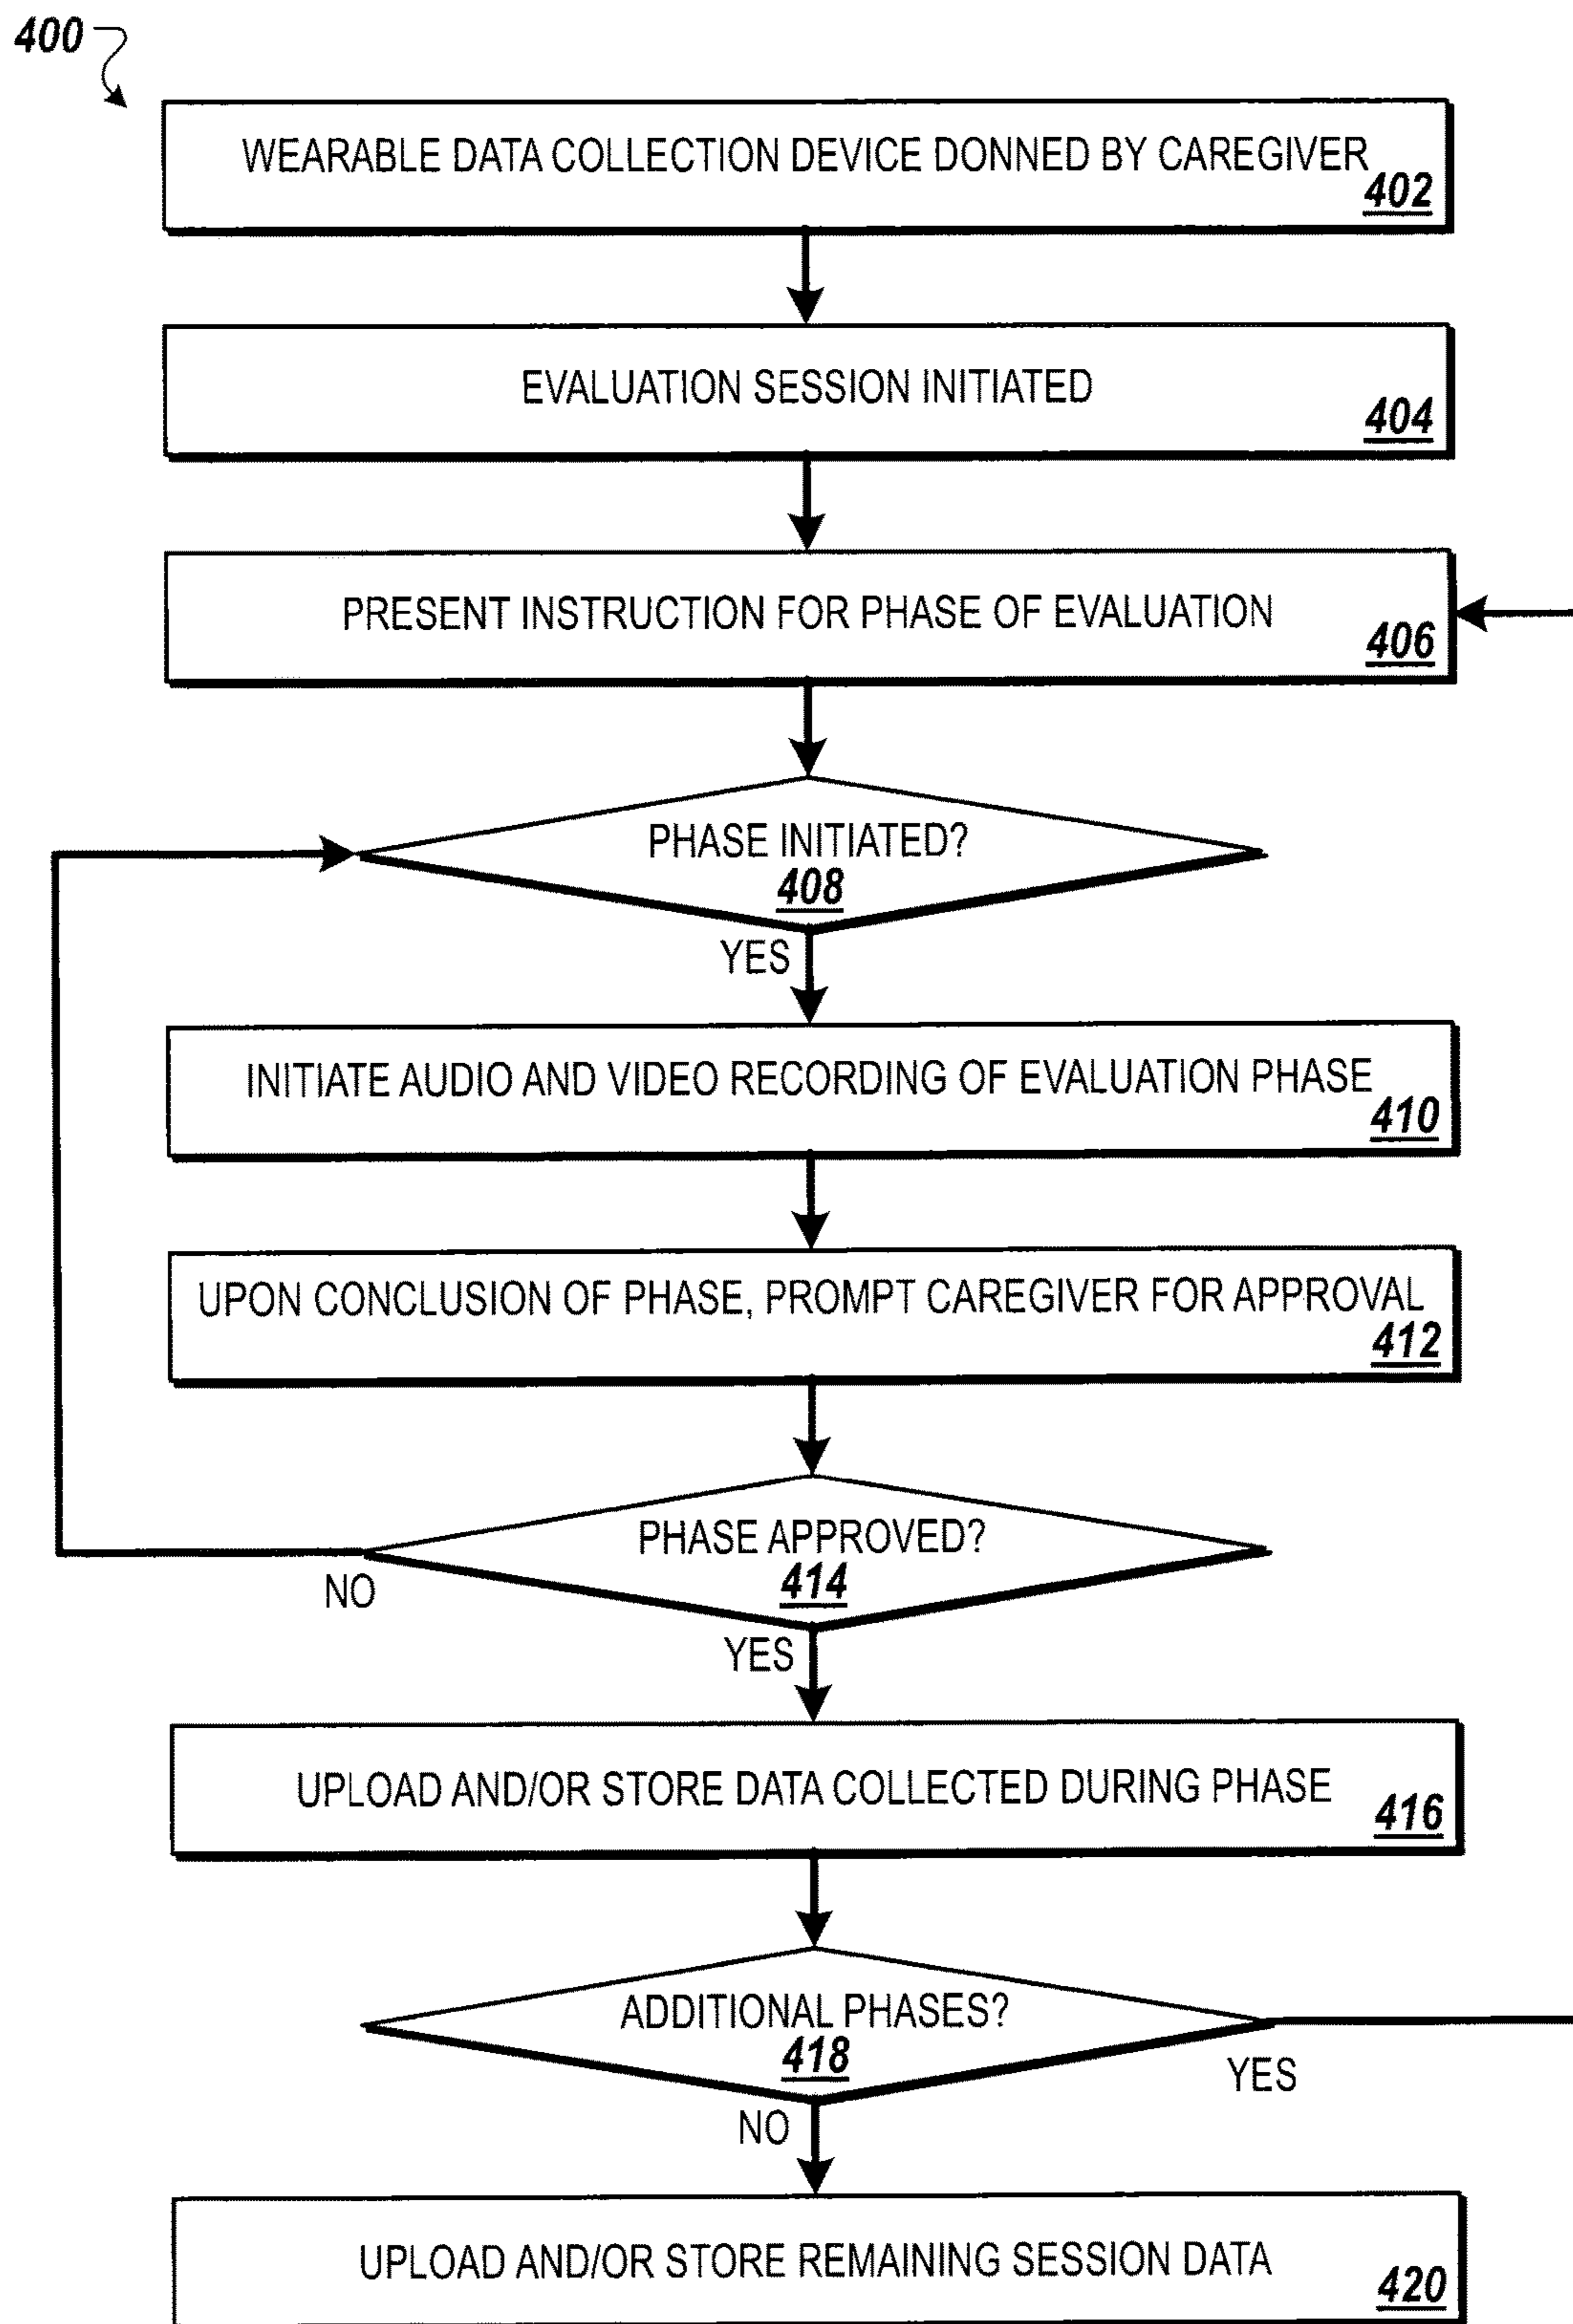 400
WEARABLE DATA COLLECTION DEVICE DONNED BY CAREGIVER
402
EVALUATION SESSION INITIATED
404
PRESENT INSTRUCTION FOR PHASE OF EVALUATION
406
PHASE INITIATED?
408
YES
INITIATE AUDIO AND VIDEO RECORDING OF EVALUATION PHASE
410
UPON CONCLUSION OF PHASE, PROMPT CAREGIVER FOR APPROVAL
412
PHASE APPROVED?
414
NO
YES
UPLOAD AND/OR STORE DATA COLLECTED DURING PHASE
416
ADDITIONAL PHASES?
418
YES
NO
UPLOAD AND/OR STORE REMAINING SESSION DATA
420